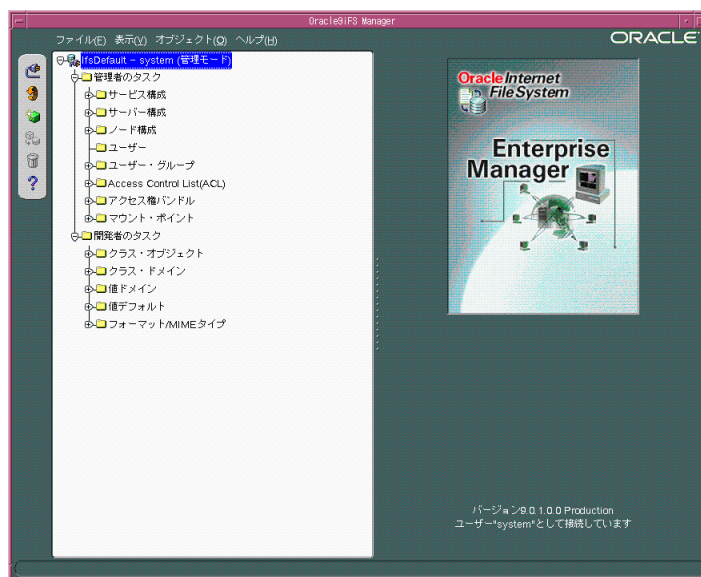 Oracle9iFS Manager
ファイル(F) 表示(V) オブジェクト(O) ヘルプ(H)
ORACLE
IfsDefault - system (管理モード)
管理者のタスク
サービス構成
サーバー構成
ノード構成
ユーザー
ユーザー・グループ
Access Control List(ACL)
アクセス権バンドル
マウント・ポイント
開発者のタスク
クラス・オブジェクト
クラス・ドメイン
値ドメイン
値デフォルト
フォーマット/MIMEタイプ
Oracle Internet
File System
Enterprise
Manager
バージョン9.0.1.0.0 Production
ユーザー"system"として接続しています